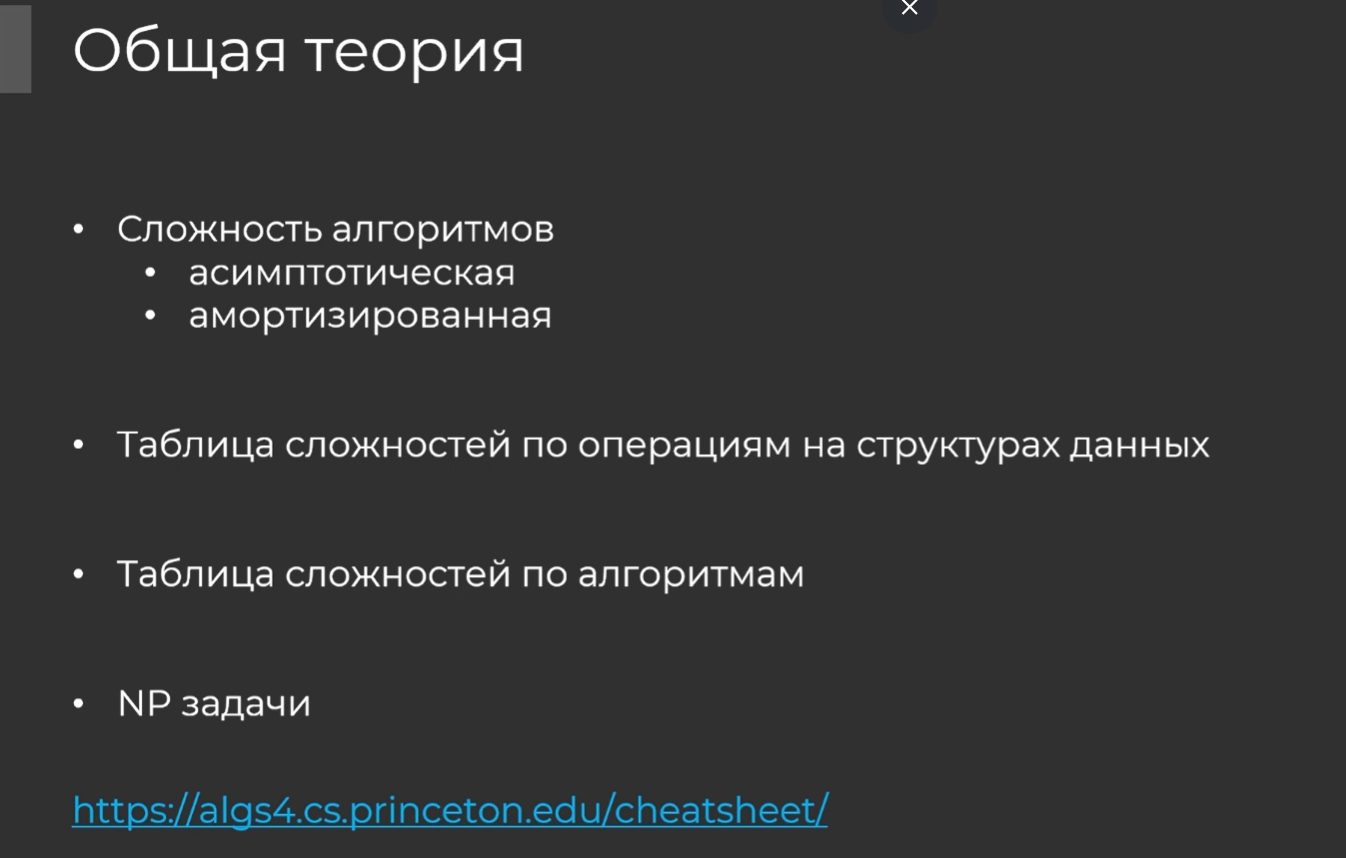 Общая теория
• Сложность алгоритмов
• асимптотическая
• амортизированная
• Таблица сложностей по операциям на структурах данных
• Таблица сложностей по алгоритмам
• NP задачи
https://algs4.cs.princeton.edu/cheatsheet/